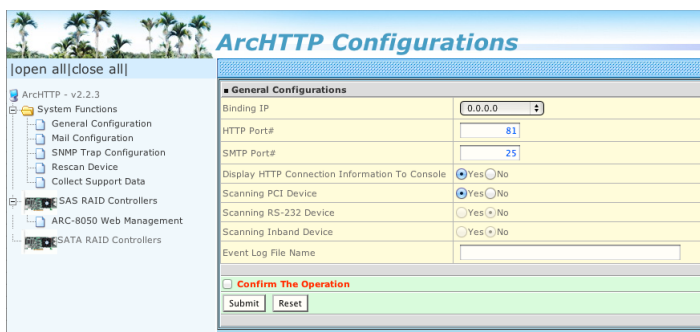 ArcHTTP Configurations
|open all|close all|
ArcHTTP - v2.2.3
System Functions
General Configuration
Mail Configuration
SNMP Trap Configuration
Rescan Device
Collect Support Data
SAS RAID Controllers
ARC-8050 Web Management
SATA RAID Controllers
General Configurations
Binding IP 0.0.0.0
HTTP Port# 81
SMTP Port# 25
Display HTTP Connection Information To Console Yes No
Scanning PCI Device Yes No
Scanning RS-232 Device Yes No
Scanning Inband Device Yes No
Event Log File Name
Confirm The Operation
Submit Reset